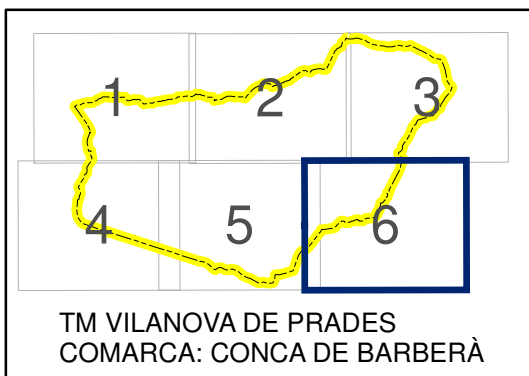 1 2 3
4 5 6
TM VILANOVA DE PRADES
COMARCA: CONCA DE BARBERÀ